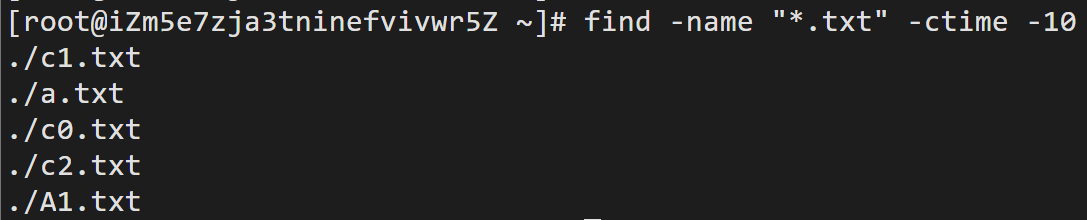 [root@iZm5e7zja3tninefvivwr5Z ~]# find -name "*.txt" -ctime -10
./c1.txt
./a.txt
./c0.txt
./c2.txt
./A1.txt